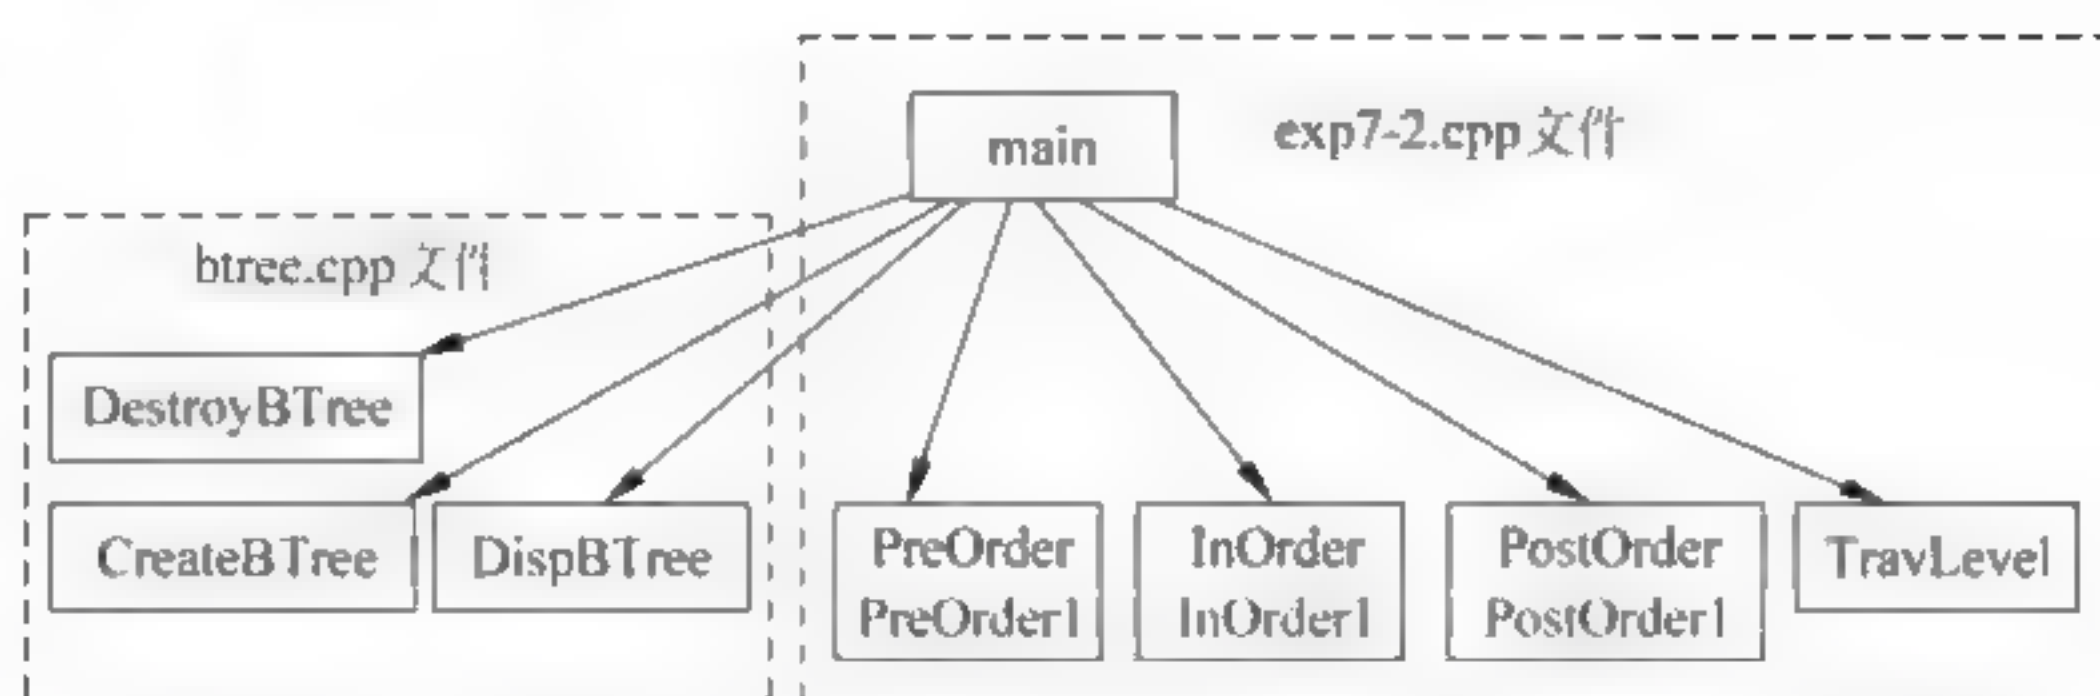 main
exp7-2.cpp 文件
btree.cpp 文件
DestroyBTree
CreateBTree
DispBTree
PreOrder
PreOrder1
InOrder
InOrder1
PostOrder
PostOrder1
TravLevel